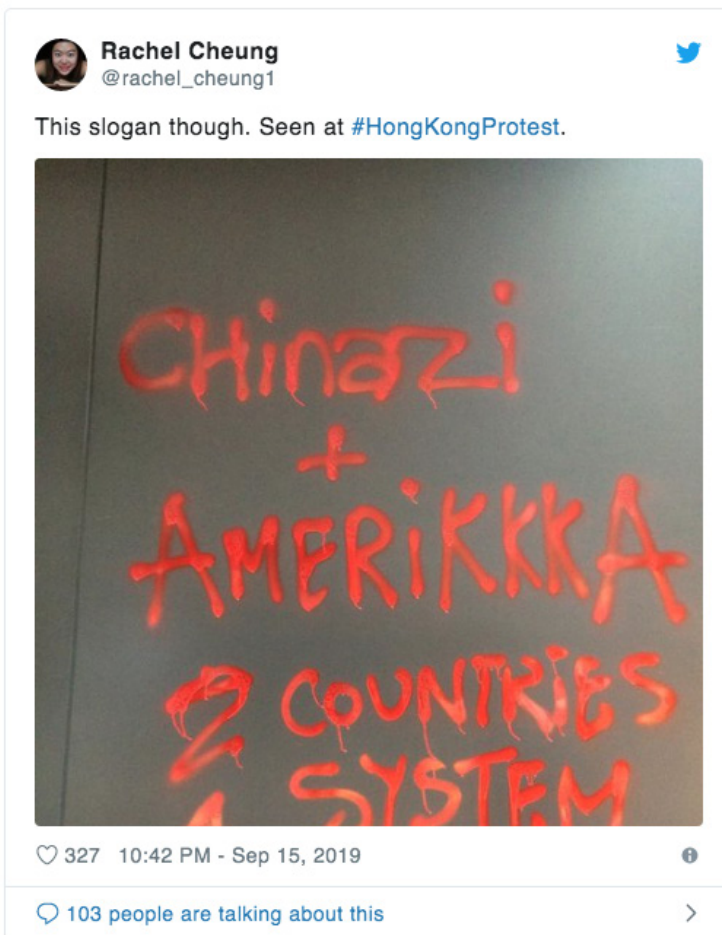 Rachel Cheung
@rachel_cheung1
This slogan though. Seen at #HongKongProtest.
CHinazi
+
AMERiKKKA
2 COUNTRiES
1 SYSTEM
327 10:42 PM - Sep 15, 2019
103 people are talking about this